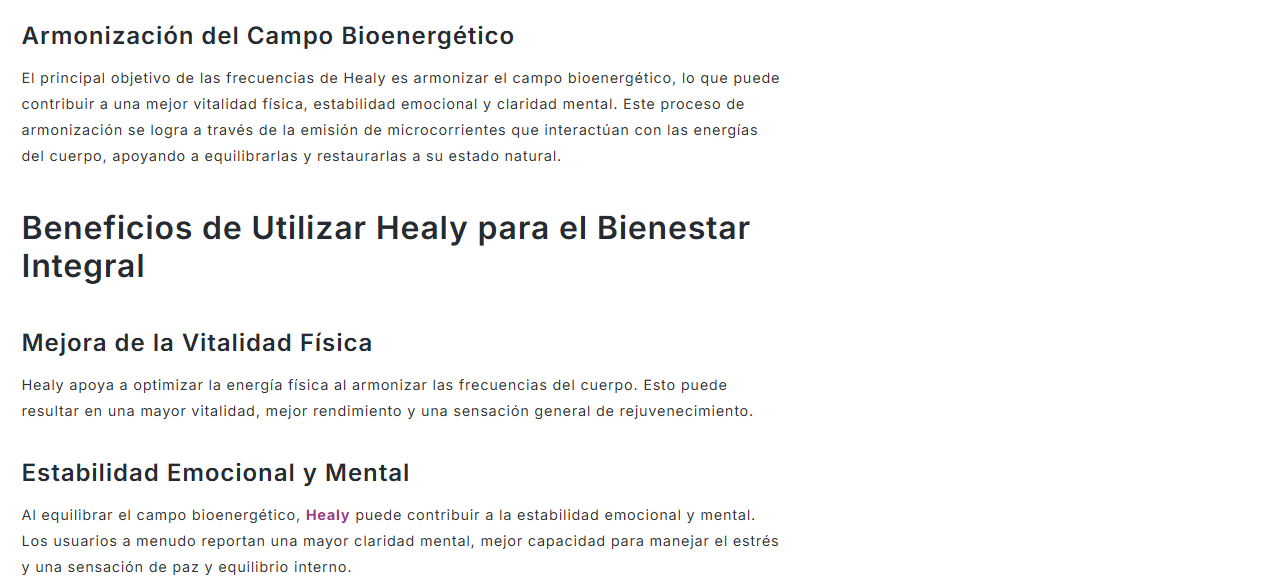 Armonización del Campo Bioenergético
El principal objetivo de las frecuencias de Healy es armonizar el campo bioenergético, lo que puede
contribuir a una mejor vitalidad física, estabilidad emocional y claridad mental. Este proceso de
armonización se logra a través de la emisión de microcorrientes que interactúan con las energías
del cuerpo, apoyando a equilibrarlas y restaurarlas a su estado natural.
Beneficios de Utilizar Healy para el Bienestar
Integral
Mejora de la Vitalidad Física
Healy apoya a optimizar la energía física al armonizar las frecuencias del cuerpo. Esto puede
resultar en una mayor vitalidad, mejor rendimiento y una sensación general de rejuvenecimiento.
Estabilidad Emocional y Mental
Al equilibrar el campo bioenergético, Healy puede contribuir a la estabilidad emocional y mental.
Los usuarios a menudo reportan una mayor claridad mental, mejor capacidad para manejar el estrés
y una sensación de paz y equilibrio interno.